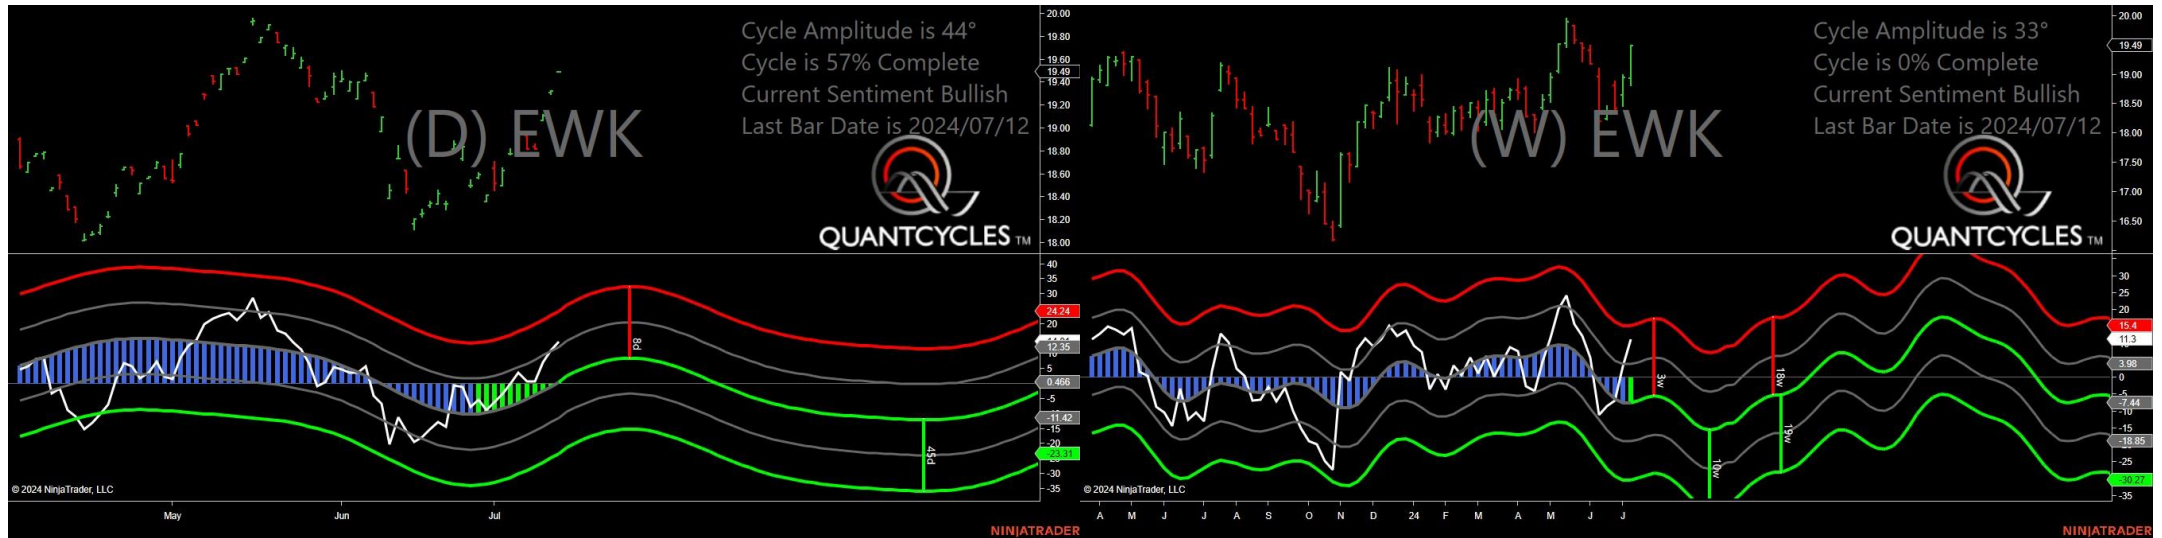 Cycle Amplitude is 44°
Cycle is 57% Complete
Current Sentiment Bullish
Last Bar Date is 2024/07/12
(D) EWK
QUANTCYCLES TM
20.00
19.80
19.60
19.49
19.40
19.20
19.00
18.80
18.60
18.40
18.20
18.00
40
35
30
24.24
20
12.35
10
5
0.466
-5
-11.42
-15
-20
-23.31
-30
-35
8d
45d
© 2024 NinjaTrader, LLC
May Jun Jul
NINJATRADER
Cycle Amplitude is 33°
Cycle is 0% Complete
Current Sentiment Bullish
Last Bar Date is 2024/07/12
(W) EWK
QUANTCYCLES TM
20.00
19.49
19.00
18.50
18.00
17.50
17.00
16.50
30
25
20
15.4
11.3
3.98
0
-5
-7.44
-10
-15
-18.85
-25
-30.27
-35
3w
10w
18w
19w
© 2024 NinjaTrader, LLC
A M J J A S O N D 24 F M A M J J
NINJATRADER